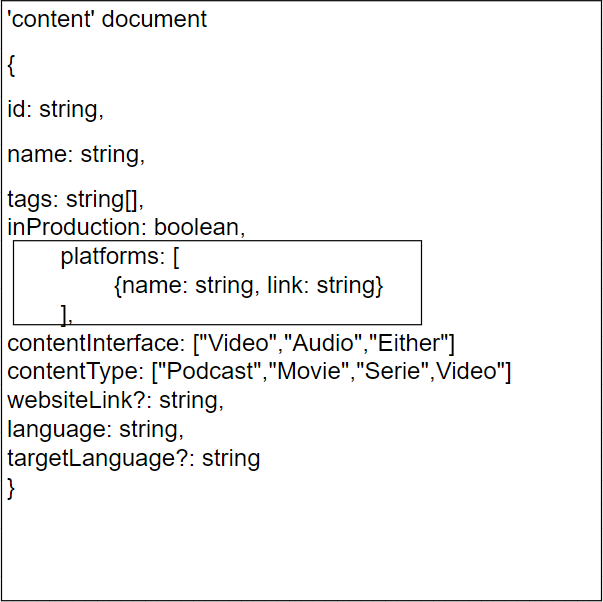 'content' document
{
id: string,
name: string,
tags: string[],
inProduction: boolean,
platforms: [
{name: string, link: string}
],
contentInterface: ["Video","Audio","Either"]
contentType: ["Podcast","Movie","Serie",Video"]
websiteLink?: string,
language: string,
targetLanguage?: string
}